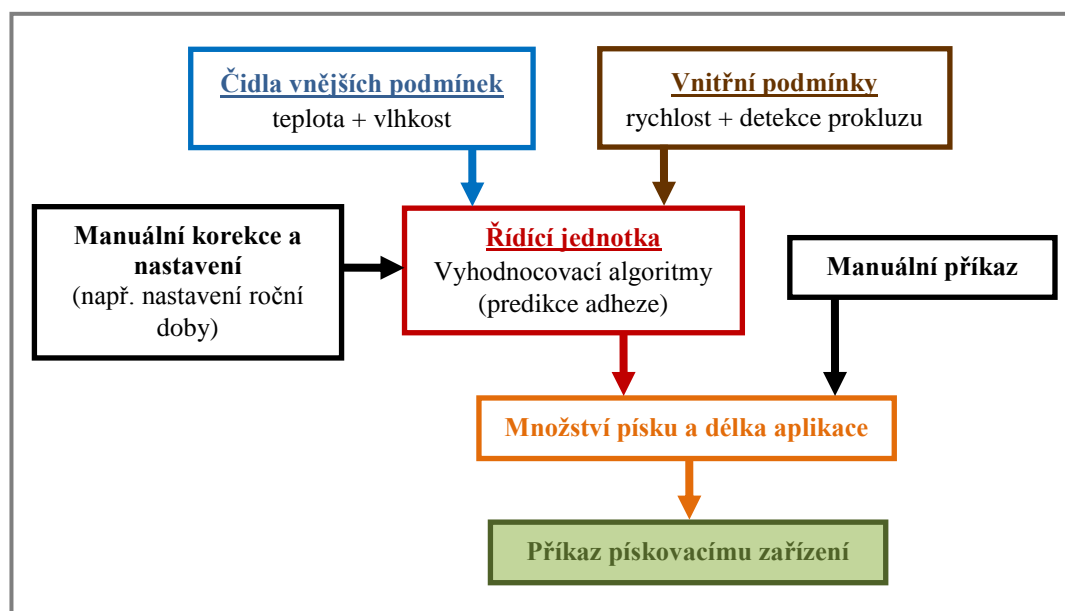 Čidla vnějších podmínek
teplota + vlhkost
Vnitřní podmínky
rychlost + detekce prokluzu
Manuální korekce a
nastavení
(např. nastavení roční
doby)
Řídící jednotka
Vyhodnocovací algoritmy
(predikce adheze)
Manuální příkaz
Množství písku a délka aplikace
Příkaz pískovacímu zařízení